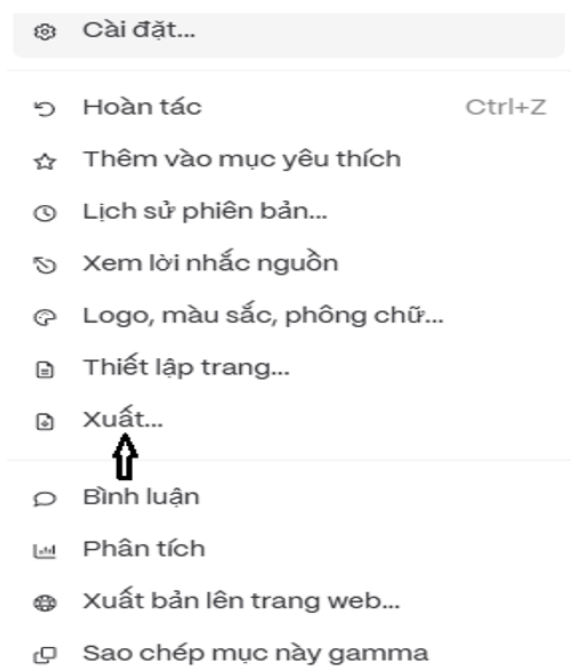 Cài đặt...
Hoàn tác Ctrl+Z
Thêm vào mục yêu thích
Lịch sử phiên bản...
Xem lời nhắc nguồn
Logo, màu sắc, phông chữ...
Thiết lập trang...
Xuất...
Bình luận
Phân tích
Xuất bản lên trang web...
Sao chép mục này gamma